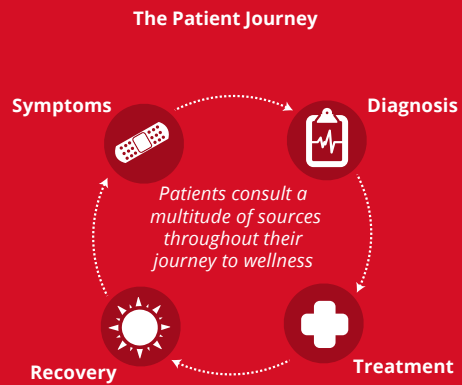 The Patient Journey
Symptoms
Diagnosis
Patients consult a
multitude of sources
throughout their
journey to wellness
Recovery
Treatment